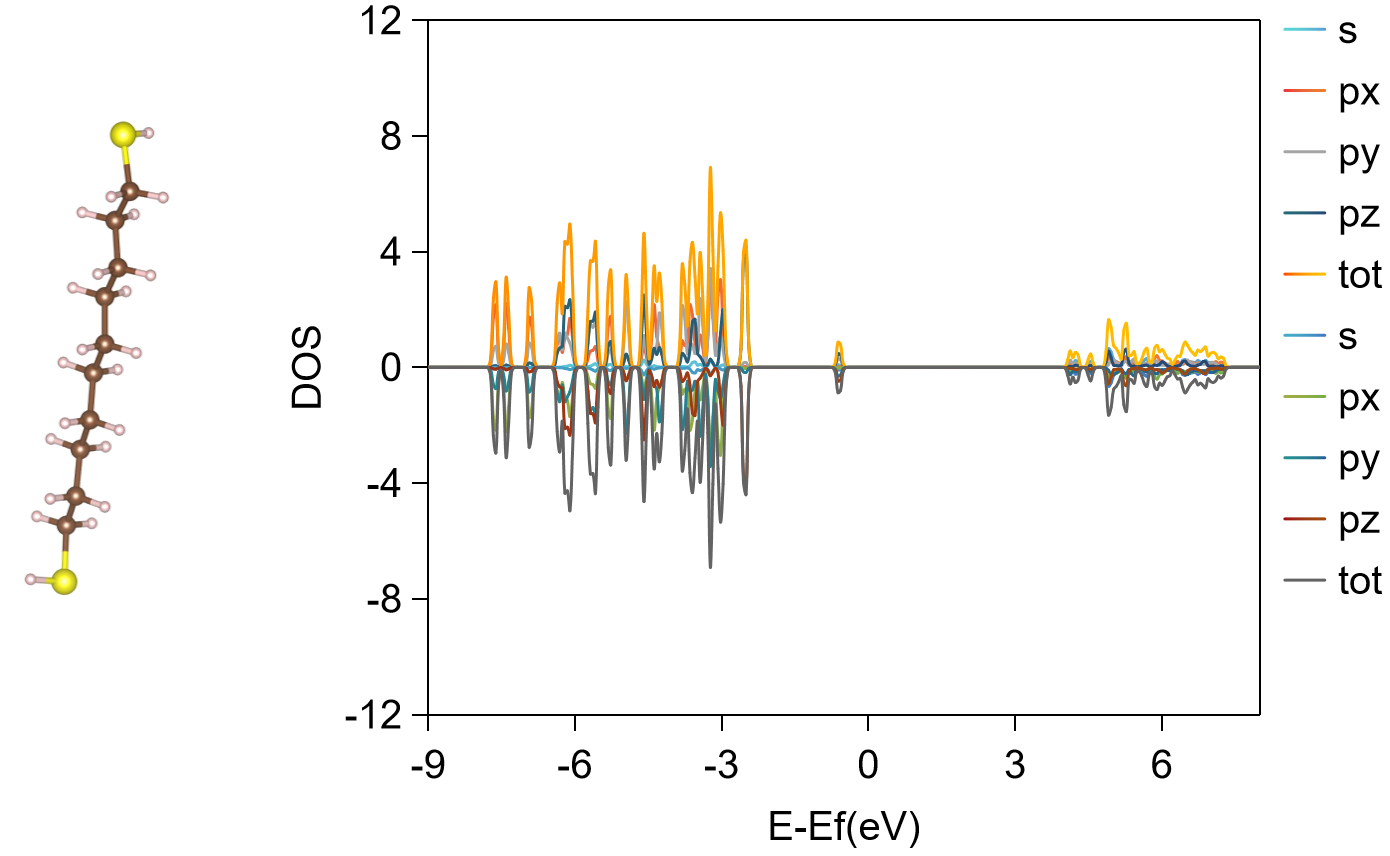 12
8
4
0
-4
-8
-12
DOS
-9
-6
-3
0
3
6
E-Ef(eV)
s
px
py
pz
tot
s
px
py
pz
tot